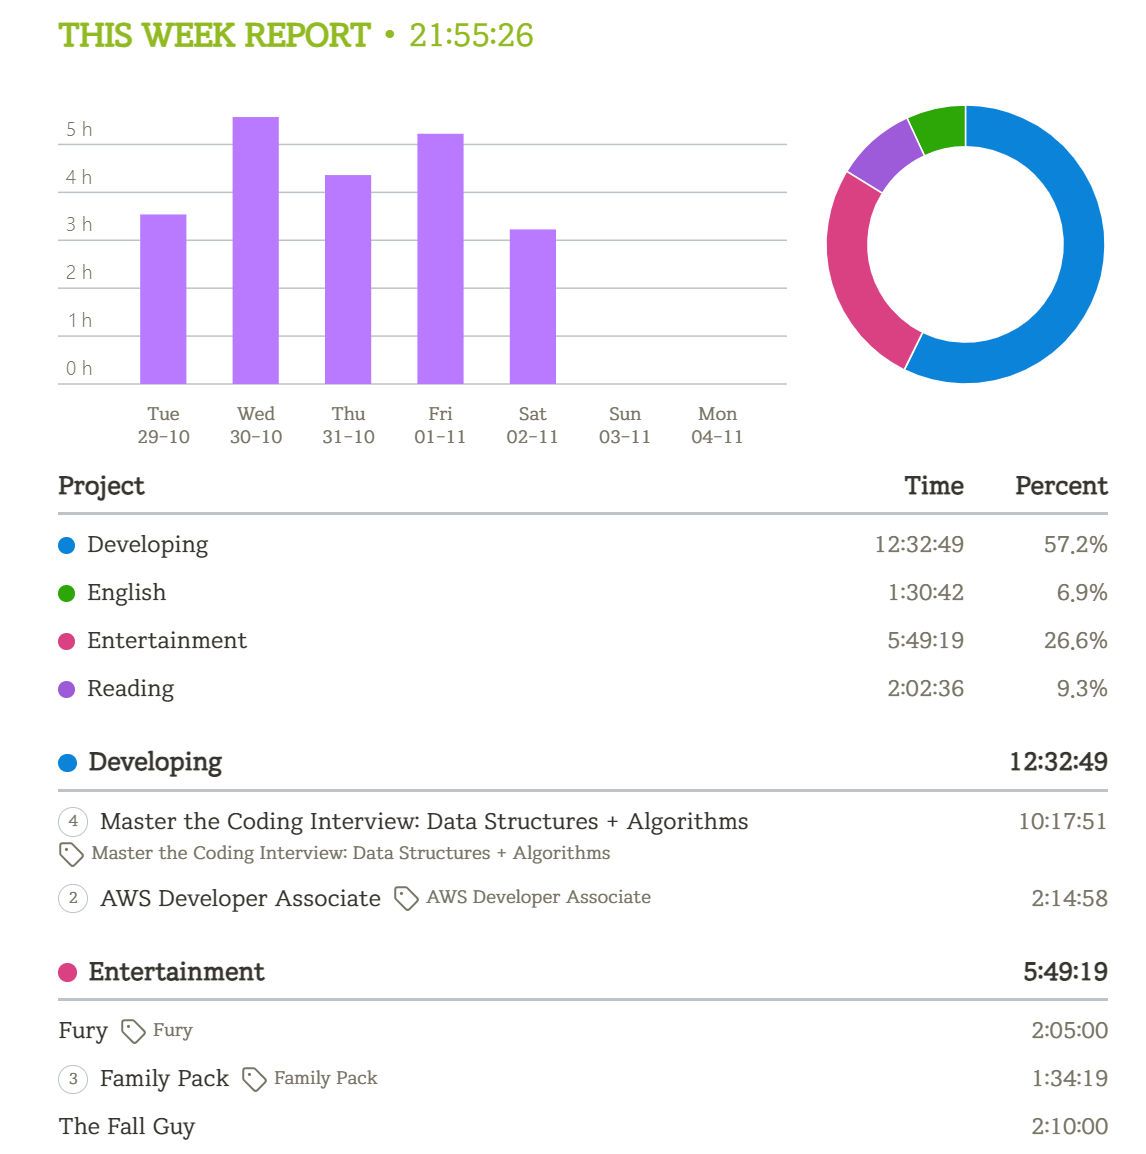 THIS WEEK REPORT • 21:55:26
5 h
4 h
3 h
2 h
1 h
0 h
Tue Wed Thu Fri Sat Sun Mon
29-10 30-10 31-10 01-11 02-11 03-11 04-11
Project Time Percent
Developing 12:32:49 57.2%
English 1:30:42 6.9%
Entertainment 5:49:19 26.6%
Reading 2:02:36 9.3%
Developing 12:32:49
4 Master the Coding Interview: Data Structures + Algorithms 10:17:51
Master the Coding Interview: Data Structures + Algorithms
2 AWS Developer Associate AWS Developer Associate 2:14:58
Entertainment 5:49:19
Fury Fury 2:05:00
3 Family Pack Family Pack 1:34:19
The Fall Guy 2:10:00